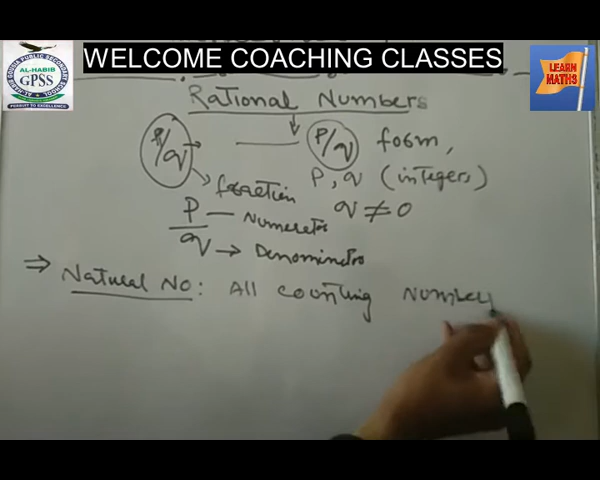 WELCOME COACHING CLASSES
AL-HABIB
GPSS
PURSUIT TO EXCELLENCE
LEARN
MATHS
Rational Numbers
P/q → P/q form,
P, q (integers)
→ fraction
q ≠ 0
P — Numerator
q → Denominator
⇒ Natural No: All counting Number